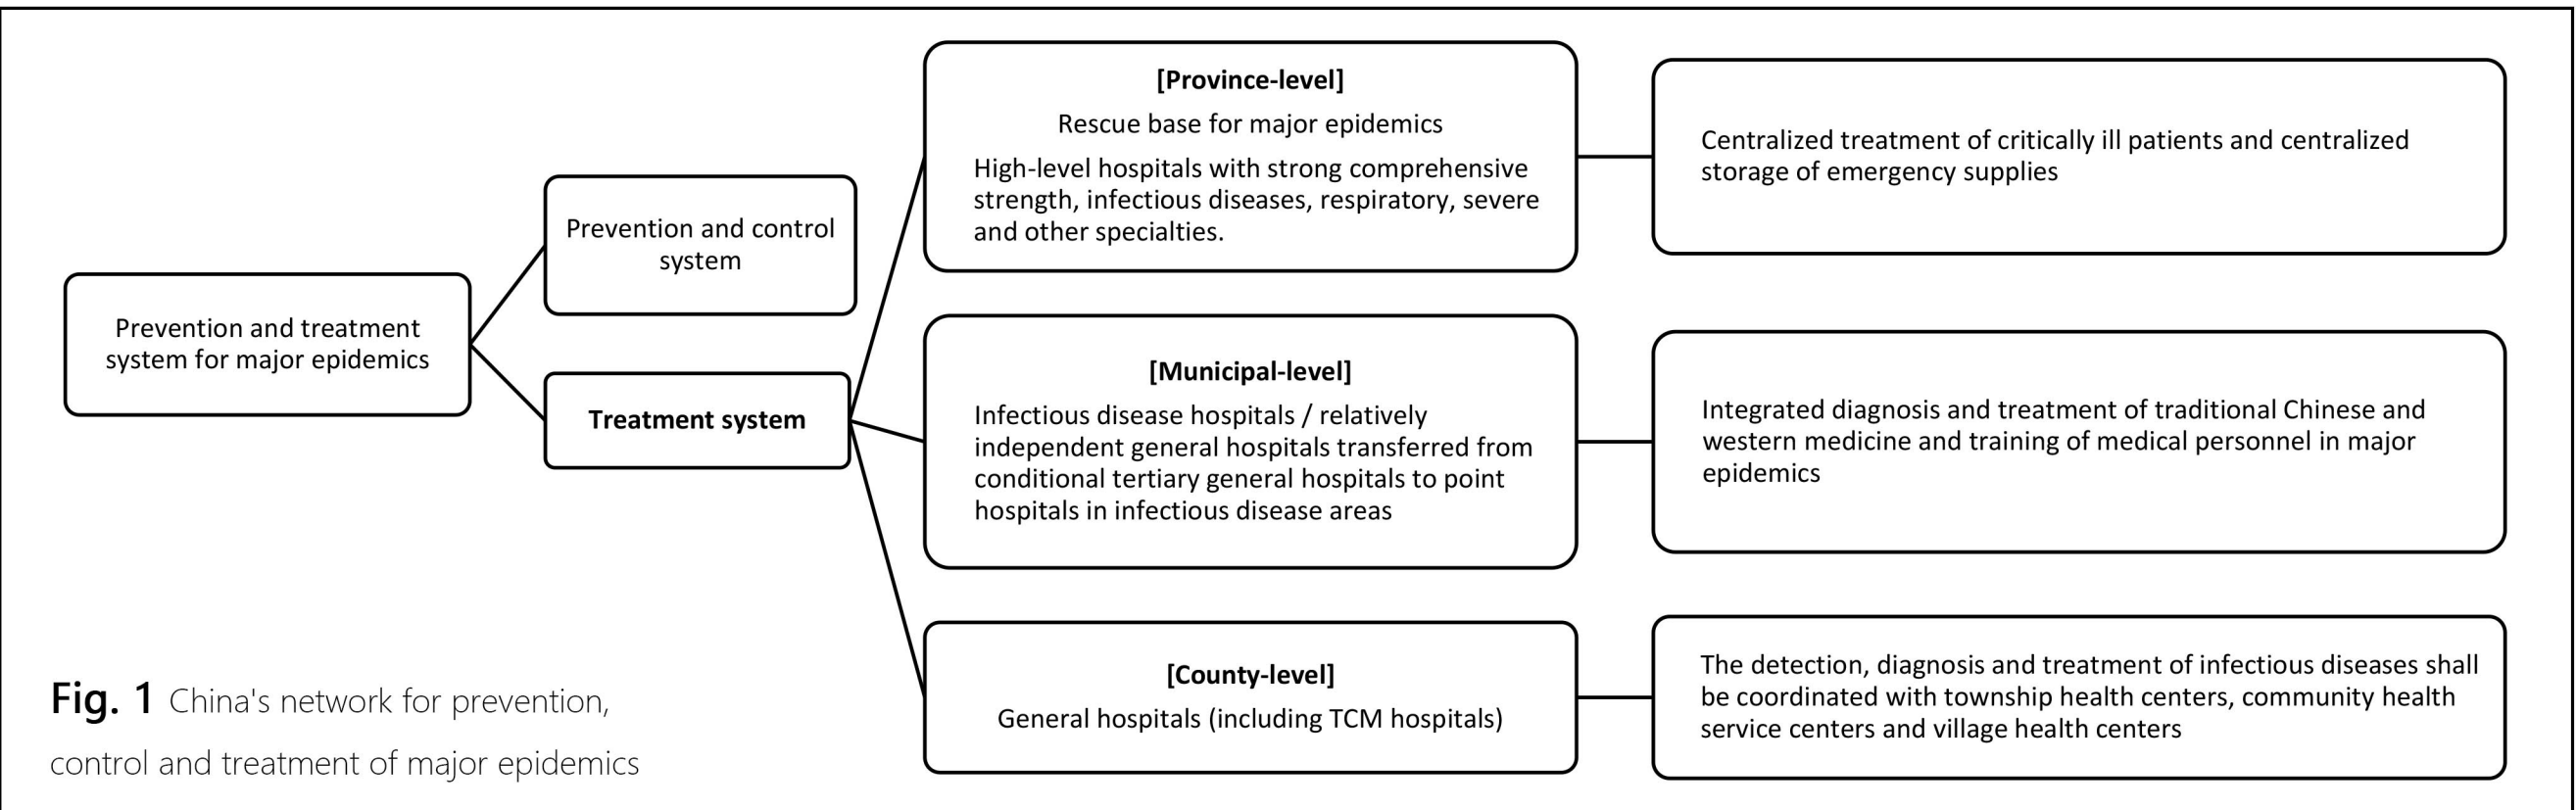 Prevention and treatment
system for major epidemics
Prevention and control
system
Treatment system
[Province-level]
Rescue base for major epidemics
High-level hospitals with strong comprehensive
strength, infectious diseases, respiratory, severe
and other specialties.
Centralized treatment of critically ill patients and centralized
storage of emergency supplies
[Municipal-level]
Infectious disease hospitals / relatively
independent general hospitals transferred from
conditional tertiary general hospitals to point
hospitals in infectious disease areas
Integrated diagnosis and treatment of traditional Chinese and
western medicine and training of medical personnel in major
epidemics
[County-level]
General hospitals (including TCM hospitals)
The detection, diagnosis and treatment of infectious diseases shall
be coordinated with township health centers, community health
service centers and village health centers
Fig. 1 China's network for prevention,
control and treatment of major epidemics